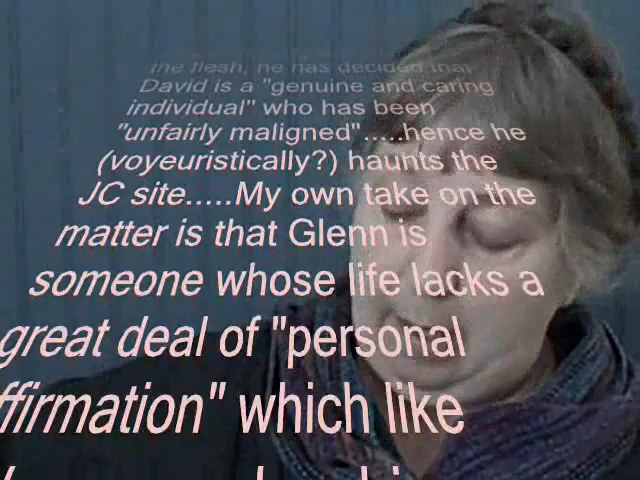 the flesh, he has decided that
David is a "genuine and caring
individual" who has been
"unfairly maligned".....hence he
(voyeuristically?) haunts the
JC site.....My own take on the
matter is that Glenn is
someone whose life lacks a
great deal of "personal
ffirmation" which like